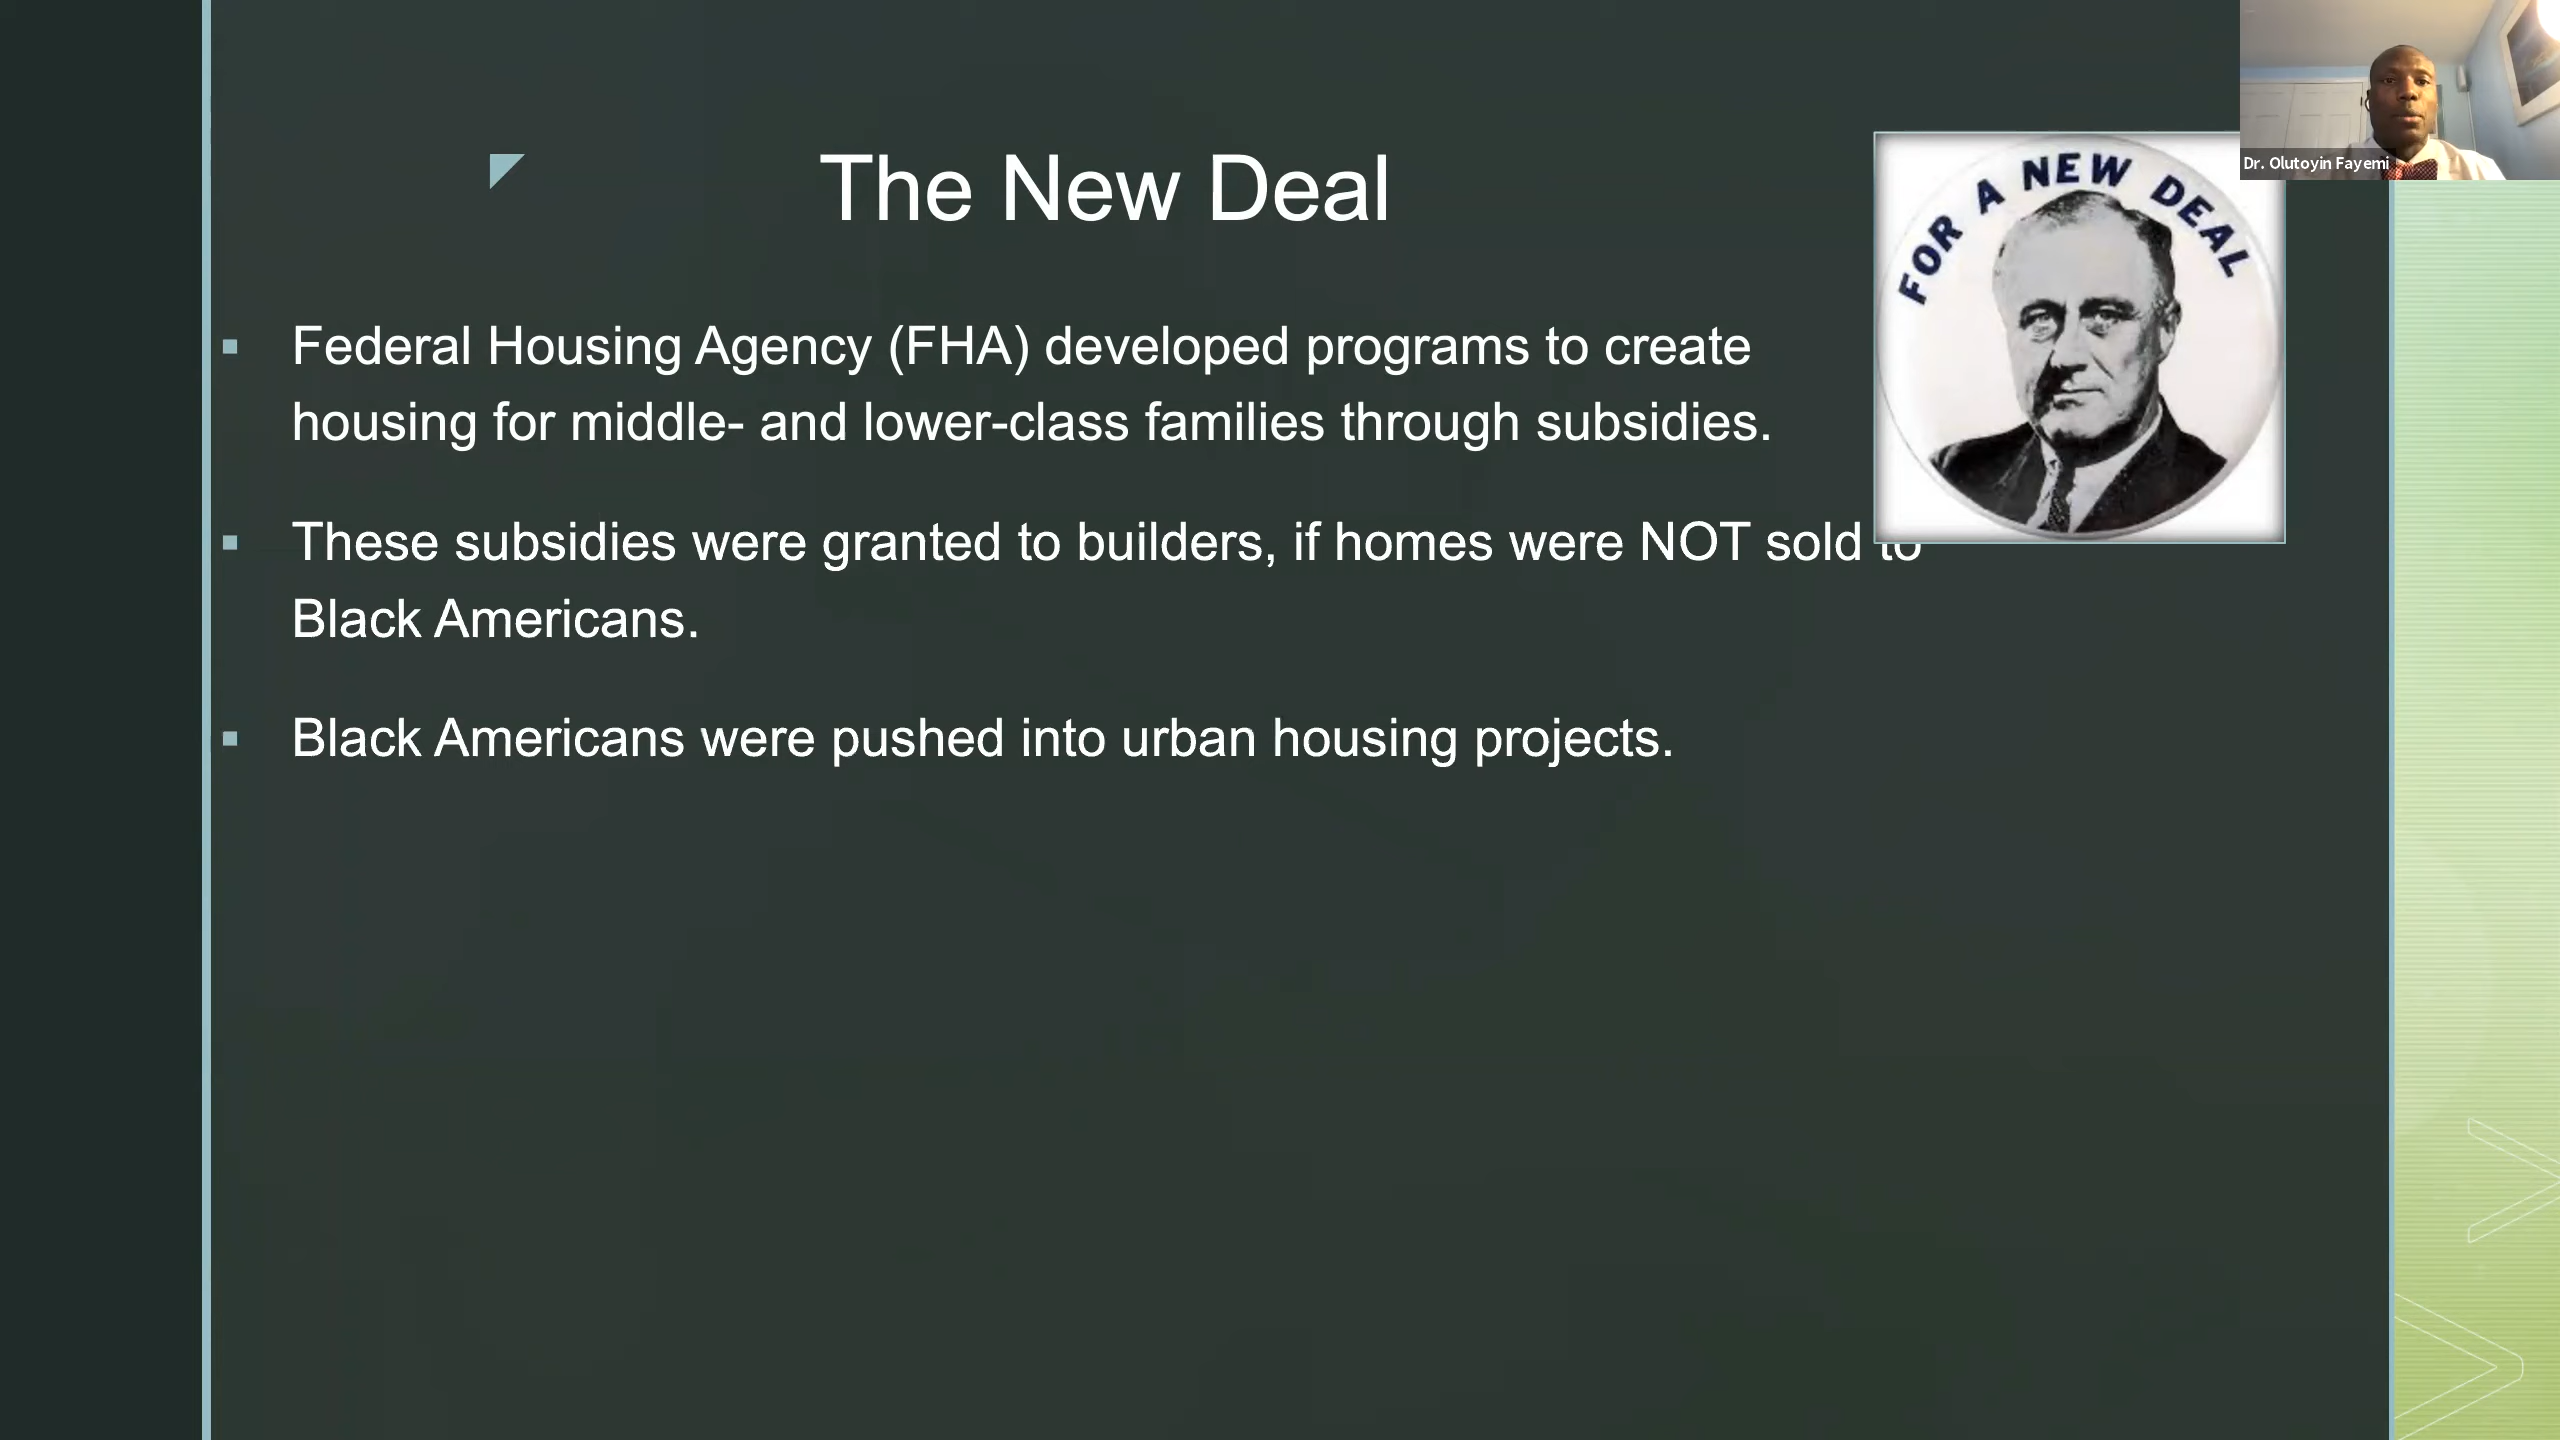 The New Deal
Federal Housing Agency (FHA) developed programs to create
housing for middle- and lower-class families through subsidies.
These subsidies were granted to builders, if homes were NOT sold to
Black Americans.
Black Americans were pushed into urban housing projects.
FOR A NEW DEAL
Dr. Olutoyin Fayemi